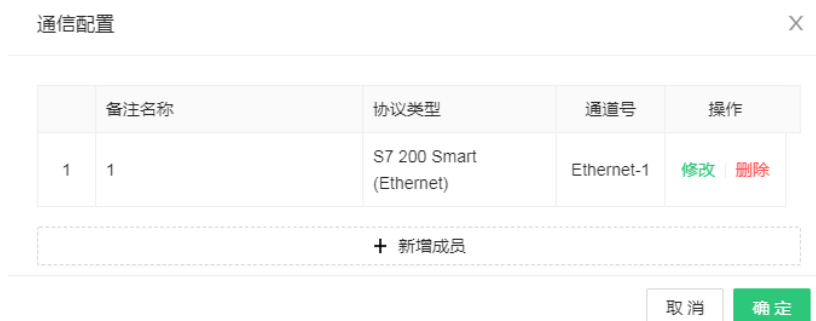 通信配置 X
备注名称 协议类型 通道号 操作
1 1 S7 200 Smart (Ethernet) Ethernet-1 修改 删除
+ 新增成员
取消 确定